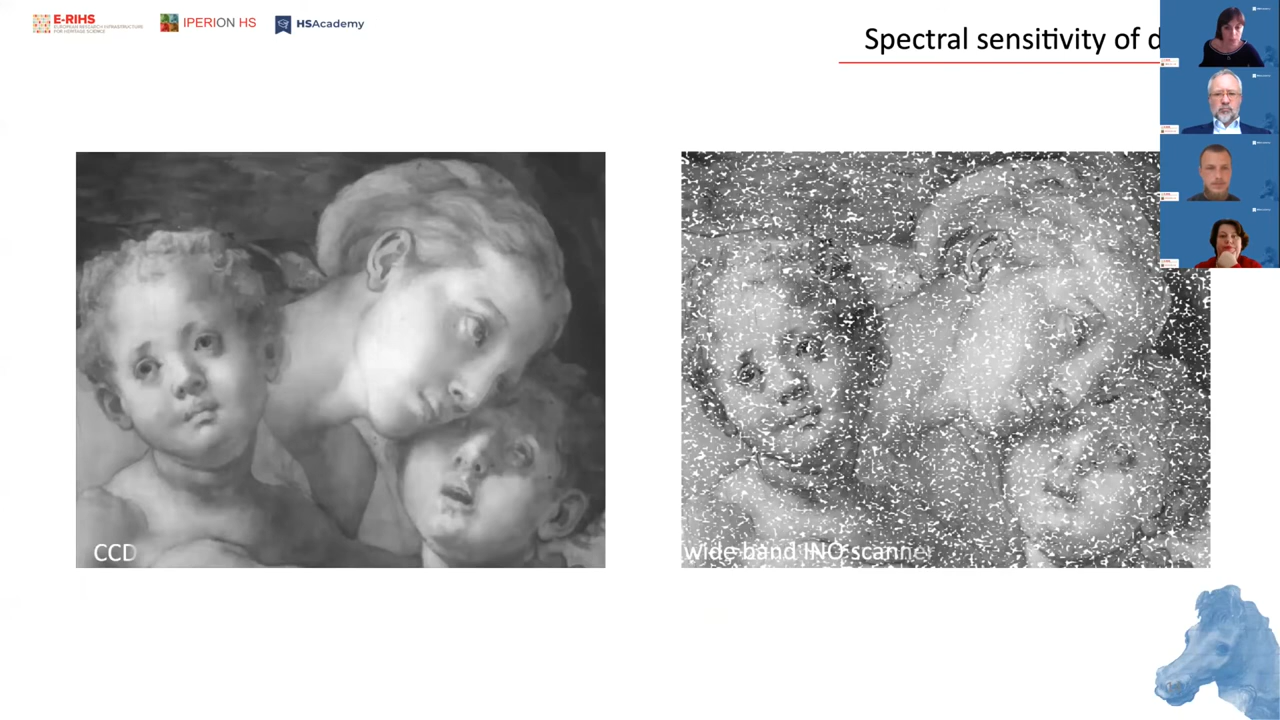 E-RIHS
EUROPEAN RESEARCH INFRASTRUCTURE
FOR HERITAGE SCIENCE
IPERION HS
HSAcademy
Spectral sensitivity of d
CCD
wide band INO scanner